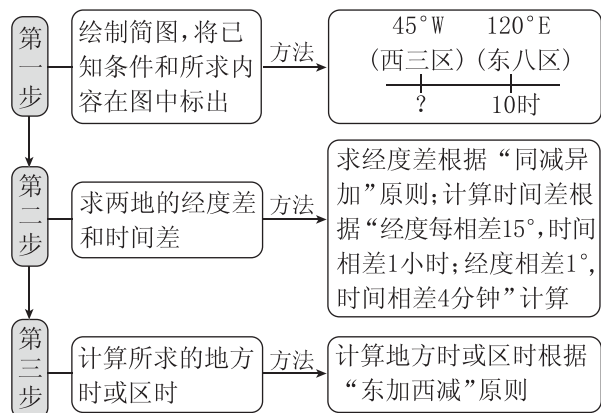 第一步
绘制简图,将已
知条件和所求内
容在图中标出
方法
45°W 120°E
(西三区) (东八区)
? 10时
第二步
求两地的经度差
和时间差
方法
求经度差根据“同减异
加”原则;计算时间差根
据“经度每相差15°,时间
相差1小时;经度相差1°,
时间相差4分钟”计算
第三步
计算所求的地方
时或区时
方法
计算地方时或区时根据
“东加西减”原则